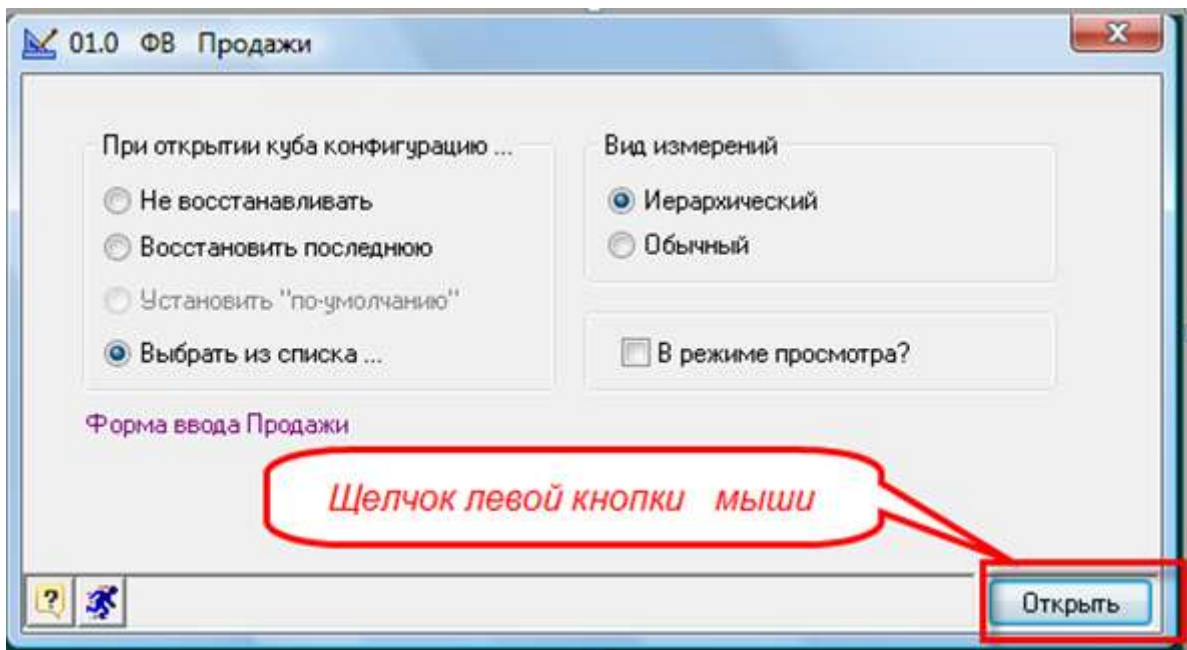 01.0 ФВ Продажи
При открытии куба конфигурацию ...
Не восстанавливать
Восстановить последнюю
Установить "по-умолчанию"
Выбрать из списка ...
Вид измерений
Иерархический
Обычный
В режиме просмотра?
Форма ввода Продажи
Щелчок левой кнопки мыши
?
Открыть